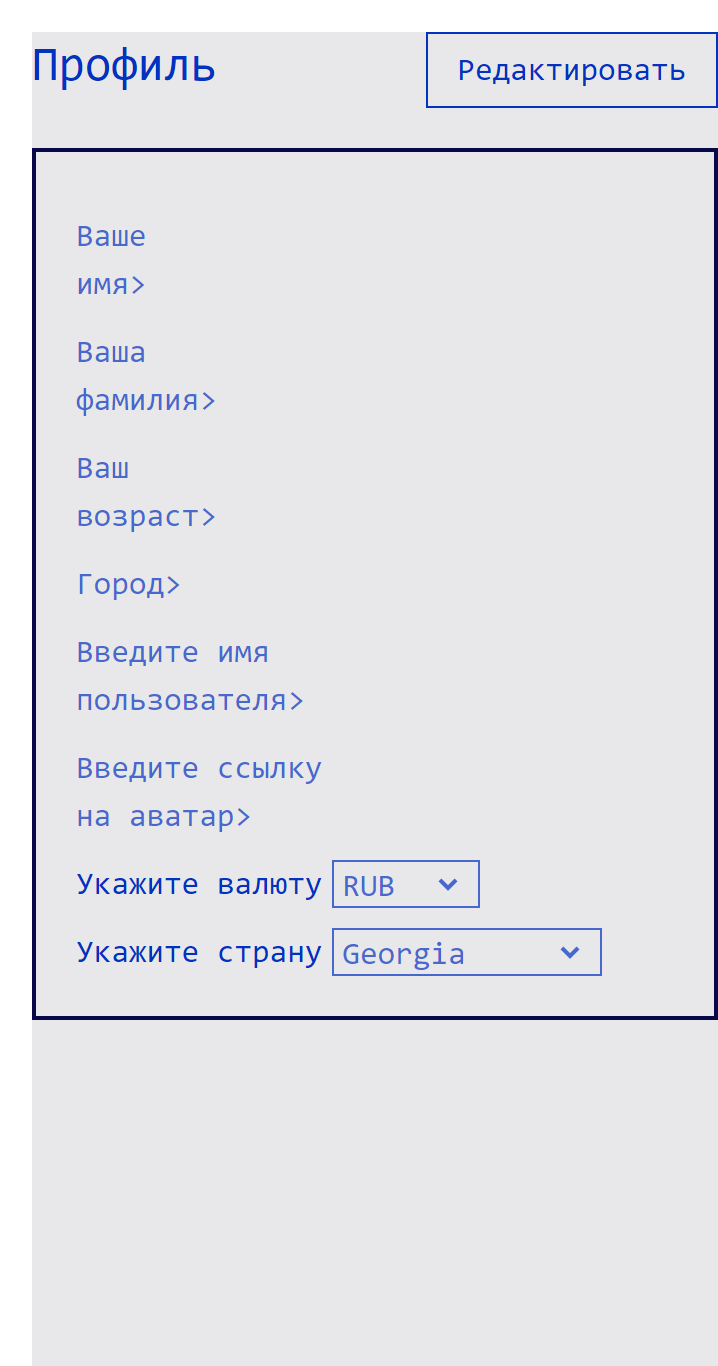 Профиль
Редактировать
Ваше
имя>
Ваша
фамилия>
Ваш
возраст>
Город>
Введите имя
пользователя>
Введите ссылку
на аватар>
Укажите валюту RUB
Укажите страну Georgia